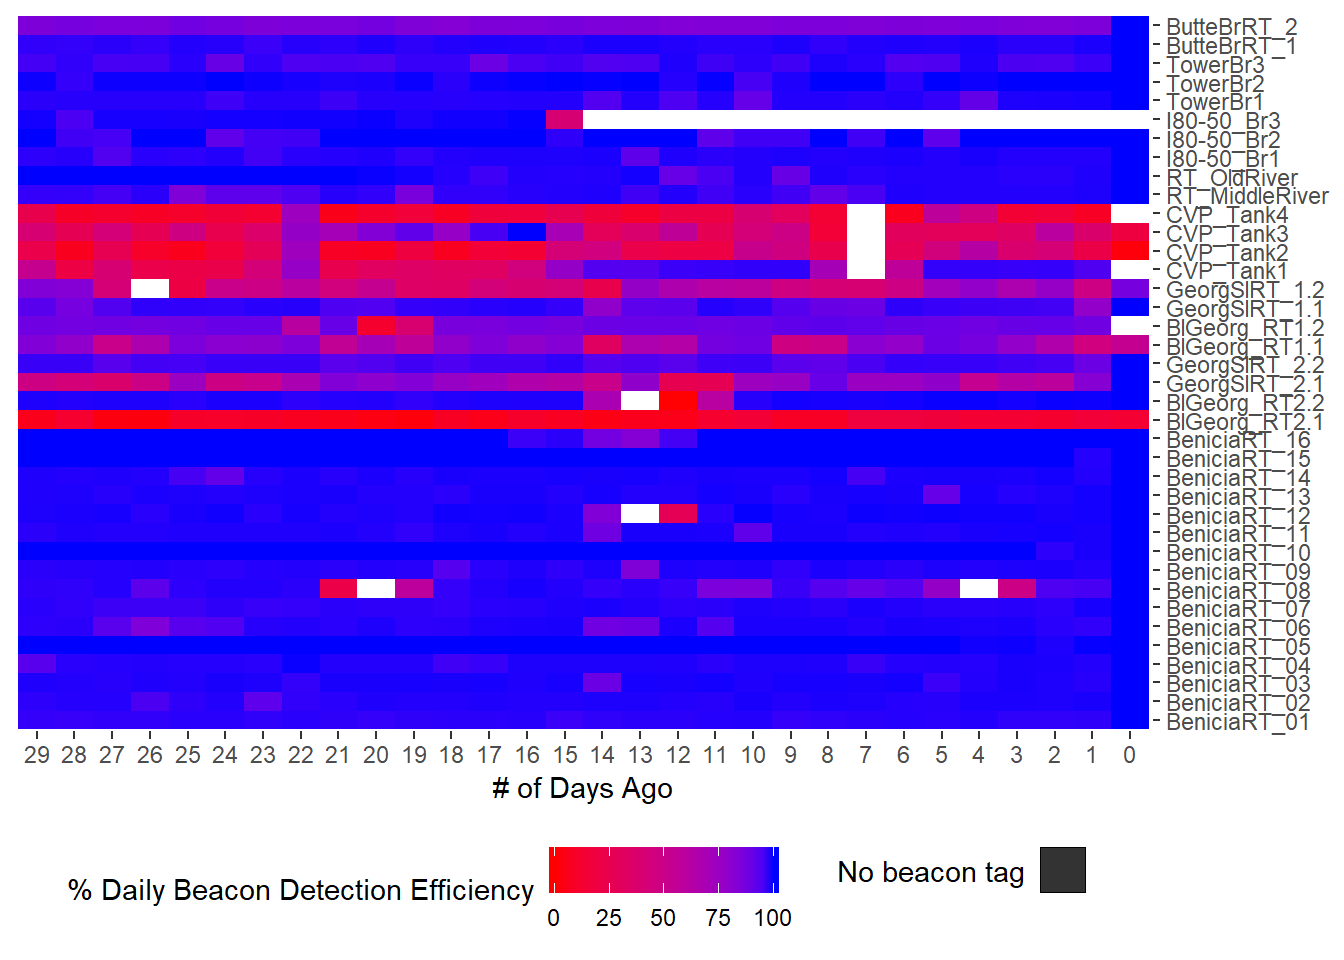 ButteBrRT_2
ButteBrRT_1
TowerBr3
TowerBr2
TowerBr1
I80-50_Br3
I80-50_Br2
I80-50_Br1
RT_OldRiver
RT_MiddleRiver
CVP_Tank4
CVP_Tank3
CVP_Tank2
CVP_Tank1
GeorgSlRT_1.2
GeorgSlRT_1.1
BlGeorg_RT1.2
BlGeorg_RT1.1
GeorgSlRT_2.2
GeorgSlRT_2.1
BlGeorg_RT2.2
BlGeorg_RT2.1
BeniciaRT_16
BeniciaRT_15
BeniciaRT_14
BeniciaRT_13
BeniciaRT_12
BeniciaRT_11
BeniciaRT_10
BeniciaRT_09
BeniciaRT_08
BeniciaRT_07
BeniciaRT_06
BeniciaRT_05
BeniciaRT_04
BeniciaRT_03
BeniciaRT_02
BeniciaRT_01
29 28 27 26 25 24 23 22 21 20 19 18 17 16 15 14 13 12 11 10 9 8 7 6 5 4 3 2 1 0
# of Days Ago
% Daily Beacon Detection Efficiency
0 25 50 75 100
No beacon tag